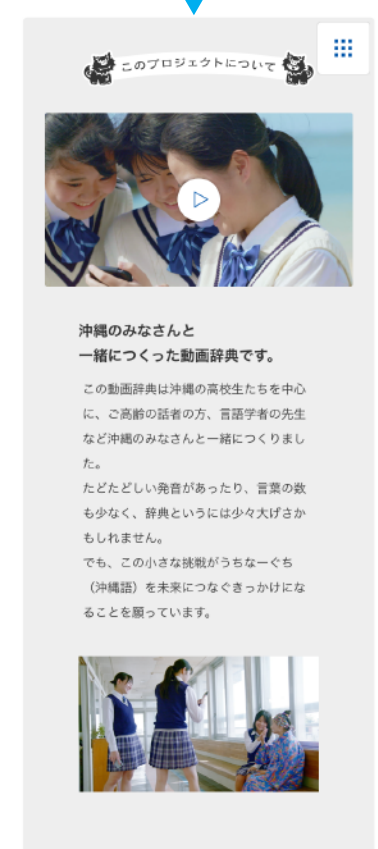 このプロジェクトについて
沖縄のみなさんと
一緒につくった動画辞典です。
この動画辞典は沖縄の高校生たちを中心
に、ご高齢の話者の方、言語学者の先生
など沖縄のみなさんと一緒につくりまし
た。
たどたどしい発音があったり、言葉の数
も少なく、辞典というには少々大げさか
もしれません。
でも、この小さな挑戦がうちなーぐち
（沖縄語）を未来につなぐきっかけにな
ることを願っています。